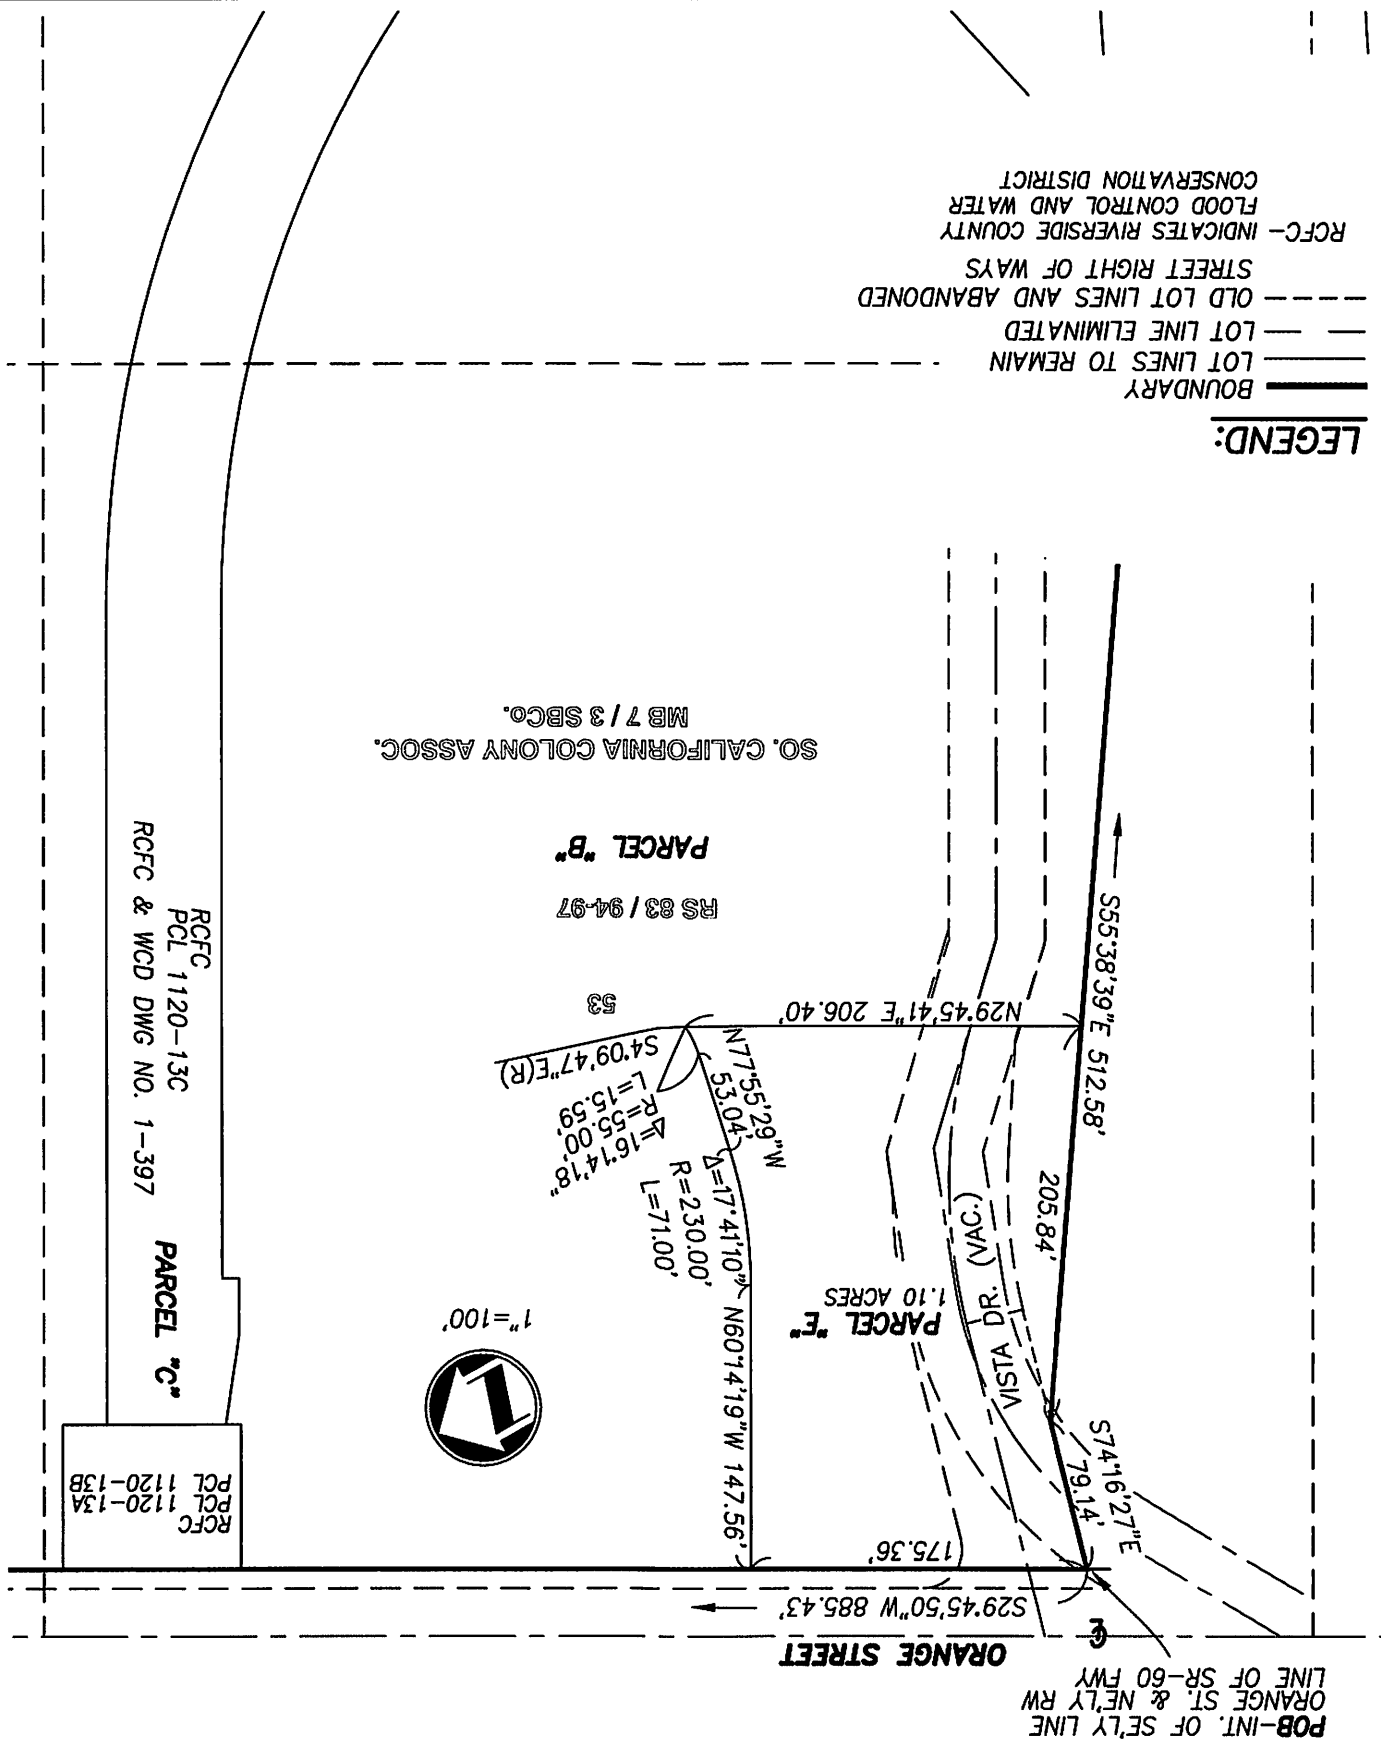 POB-INT. OF SE'LY LINE
ORANGE ST. & NE'LY RW
LINE OF SR-60 FWY
ORANGE STREET
S29°45'50"W 885.43'
175.36'
S74°16'27"E
79.14'
RCFC
PCL 1120-13A
PCL 1120-13B
N60°14'19"W 147.56'
VISTA DR. (VAC.)
PARCEL "E"
1.10 ACRES
1"=100'
PARCEL "C"
205.84'
S55°38'39"E 512.58'
Δ=17°41'10"
R=230.00'
L=71.00'
N77°55'29"W
53.04'
Δ=16°14'18"
R=55.00'
L=15.59'
S4°09'47"E(R)
N29°45'41"E 206.40'
53
RS 83 / 94-97
PARCEL "B"
SO. CALIFORNIA COLONY ASSOC.
MB 7 / 3 SBCo.
RCFC
PCL 1120-13C
RCFC & WCD DWG NO. 1-397
LEGEND:
BOUNDARY
LOT LINES TO REMAIN
LOT LINE ELIMINATED
OLD LOT LINES AND ABANDONED
STREET RIGHT OF WAYS
RCFC- INDICATES RIVERSIDE COUNTY
FLOOD CONTROL AND WATER
CONSERVATION DISTRICT